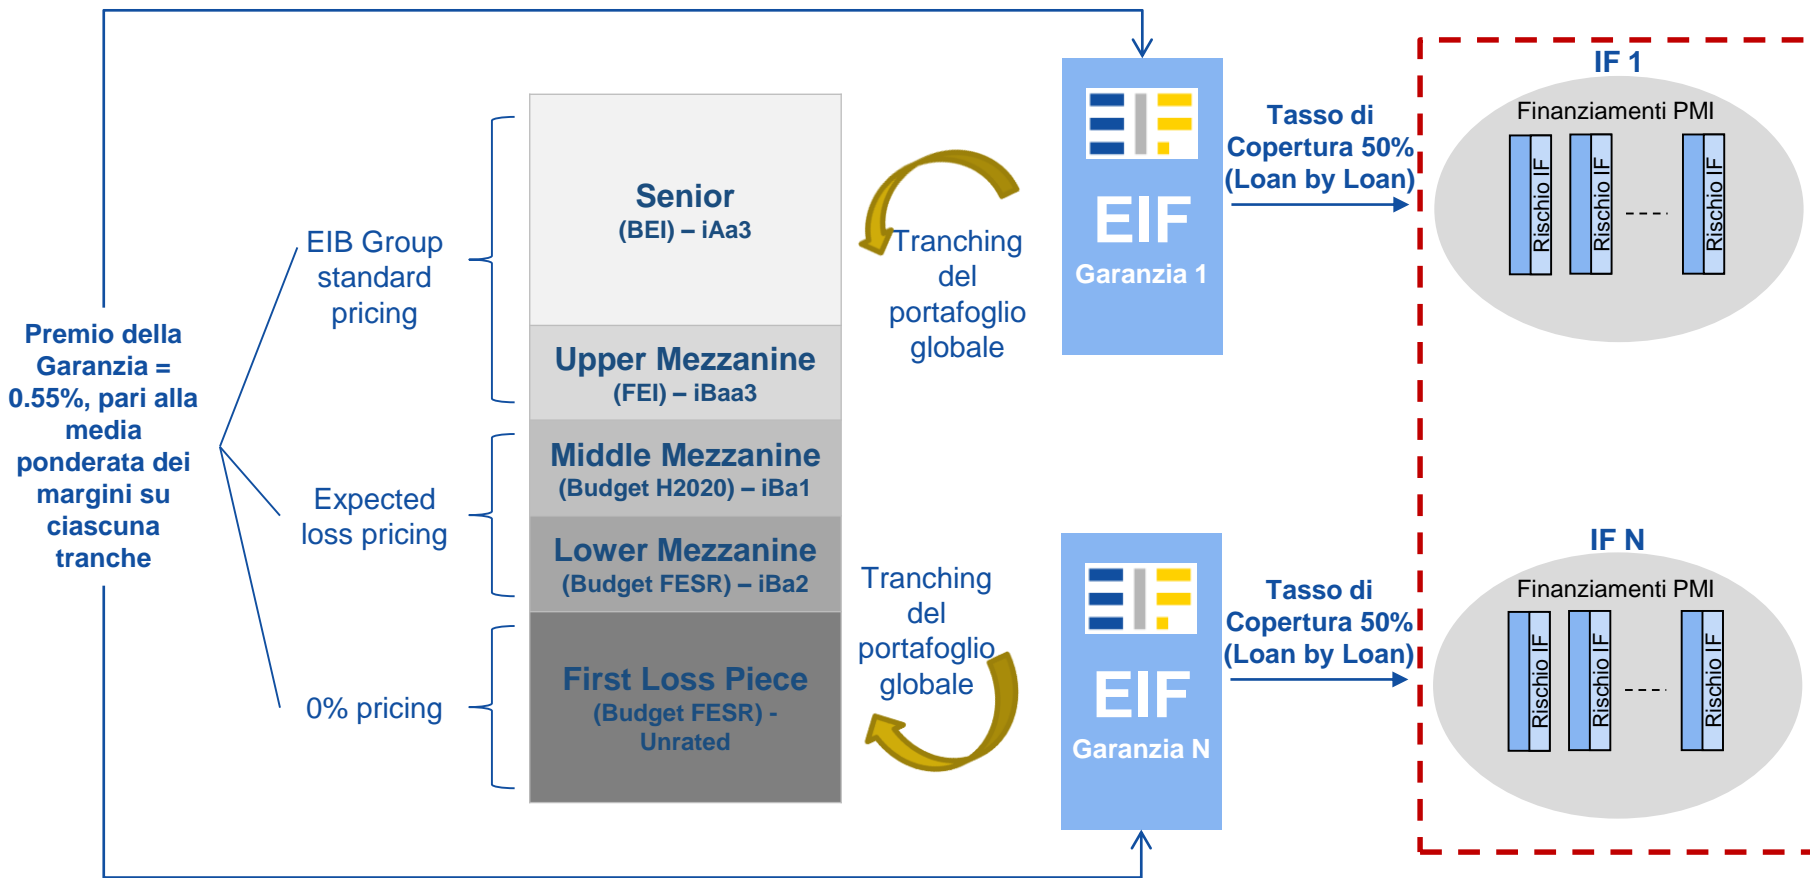 Premio della
Garanzia =
0.55%, pari alla
media
ponderata dei
margini su
ciascuna
tranche
EIB Group
standard
pricing
Expected
loss pricing
0% pricing
Senior
(BEI) – iAa3
Upper Mezzanine
(FEI) – iBaa3
Middle Mezzanine
(Budget H2020) – iBa1
Lower Mezzanine
(Budget FESR) – iBa2
First Loss Piece
(Budget FESR) -
Unrated
Tranching
del
portafoglio
globale
Tranching
del
portafoglio
globale
EIF
Garanzia 1
EIF
Garanzia N
Tasso di
Copertura 50%
(Loan by Loan)
Tasso di
Copertura 50%
(Loan by Loan)
IF 1
Finanziamenti PMI
Rischio IF
Rischio IF
Rischio IF
IF N
Finanziamenti PMI
Rischio IF
Rischio IF
Rischio IF